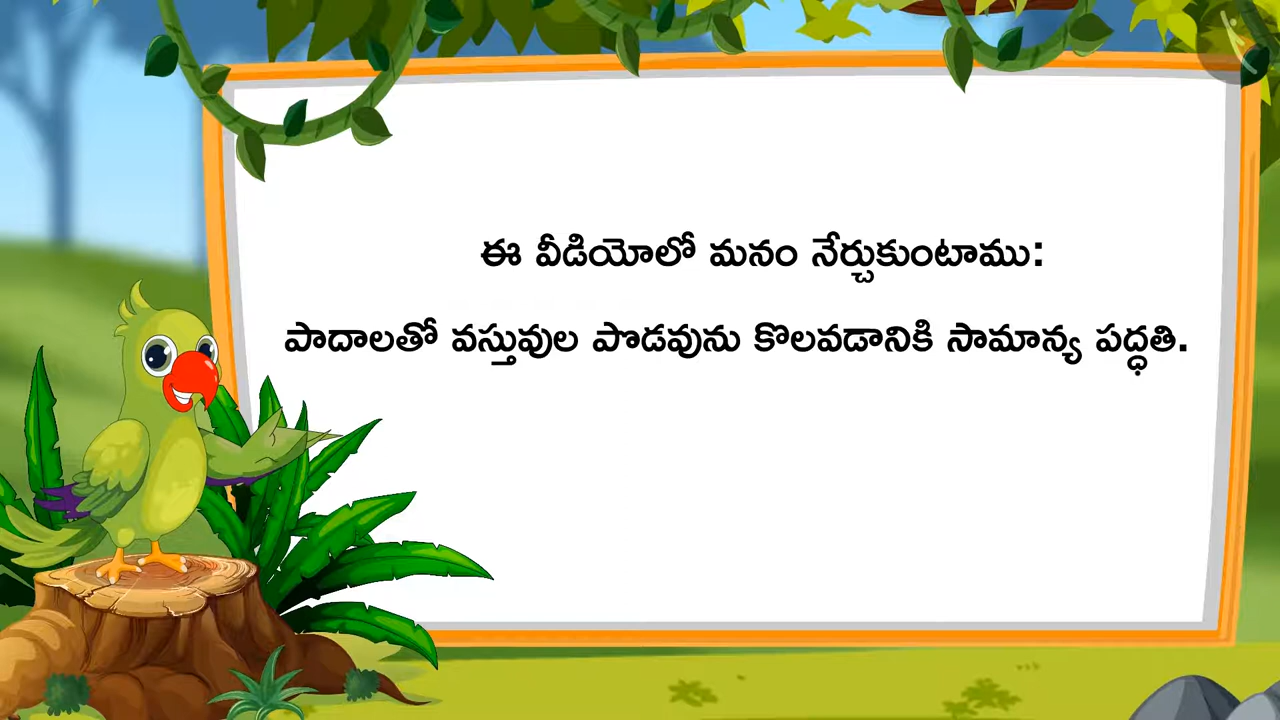 ఈ వీడియోలో మనం నేర్చుకుంటాము:
పాదాలతో వస్తువుల పొడవును కొలవడానికి సామాన్య పద్ధతి.